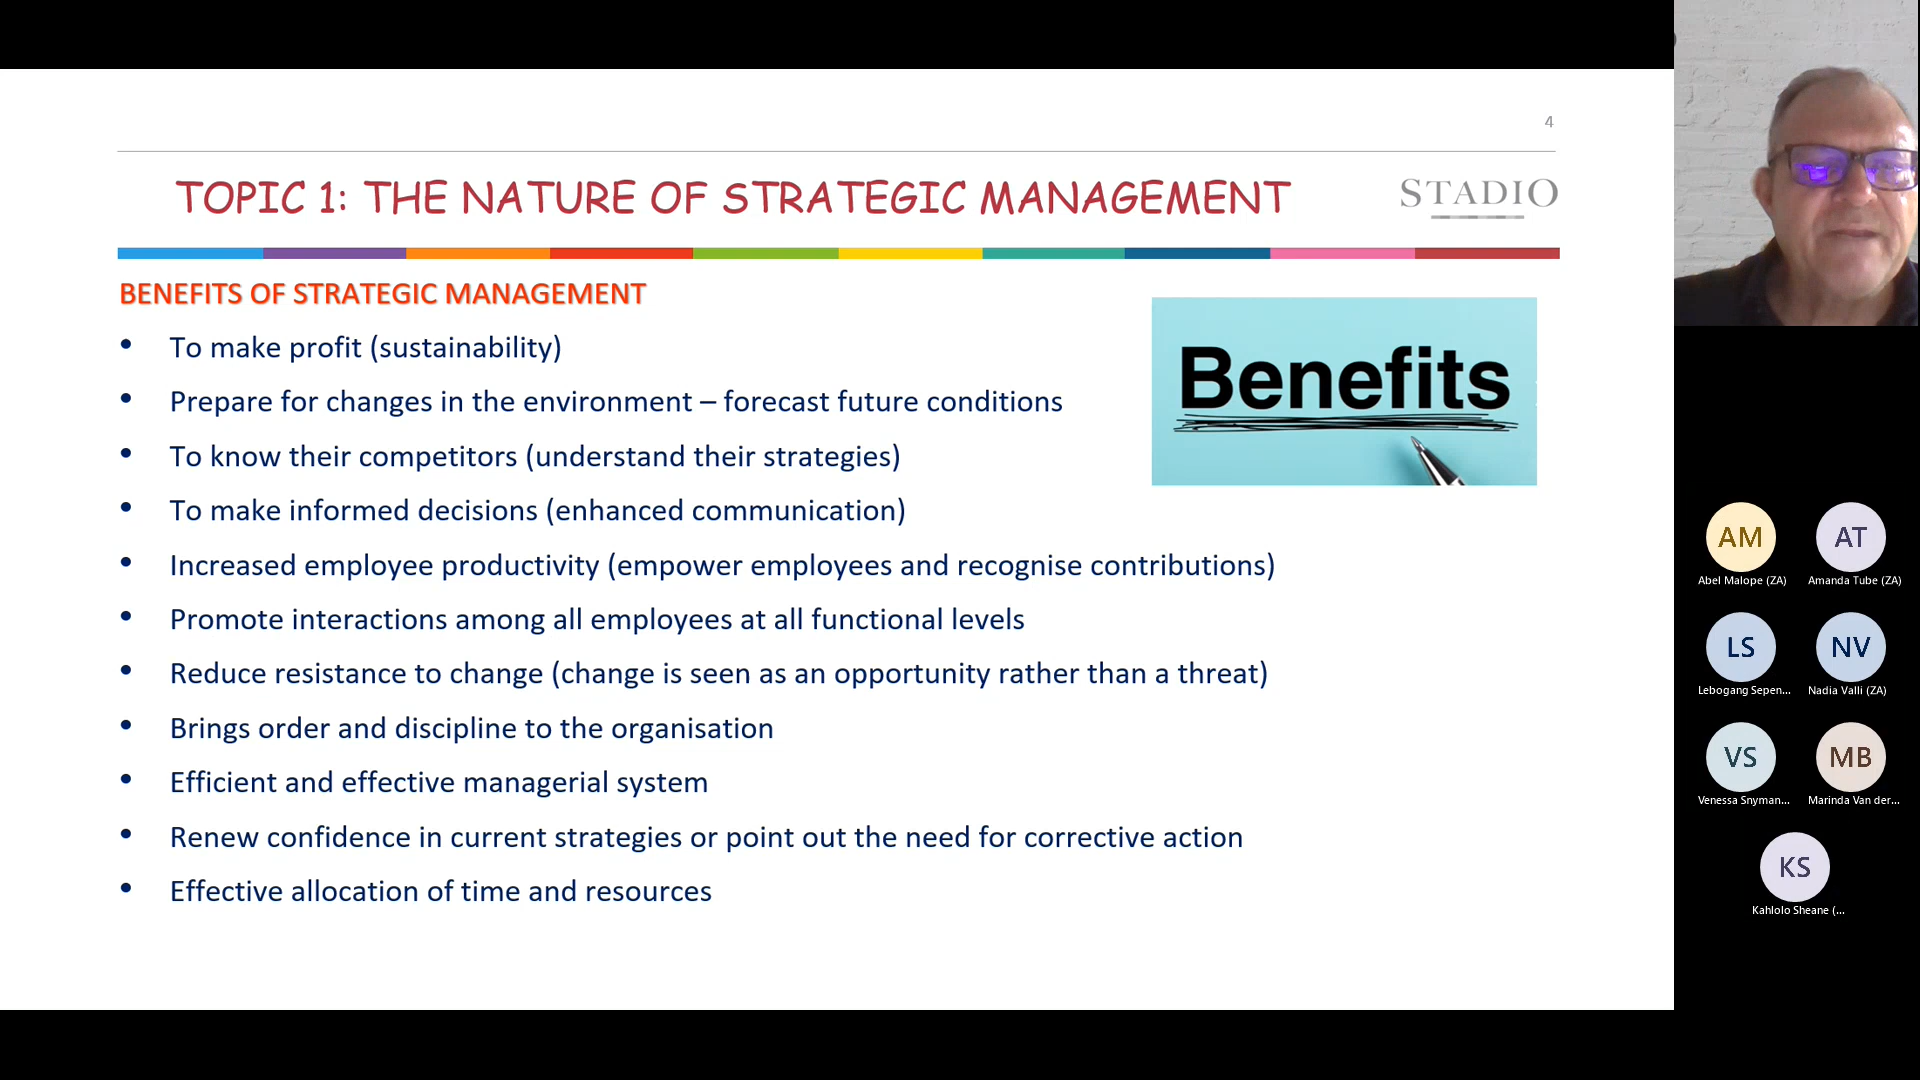 4
TOPIC 1: THE NATURE OF STRATEGIC MANAGEMENT
STADIO
BENEFITS OF STRATEGIC MANAGEMENT
• To make profit (sustainability)
• Prepare for changes in the environment – forecast future conditions
• To know their competitors (understand their strategies)
• To make informed decisions (enhanced communication)
• Increased employee productivity (empower employees and recognise contributions)
• Promote interactions among all employees at all functional levels
• Reduce resistance to change (change is seen as an opportunity rather than a threat)
• Brings order and discipline to the organisation
• Efficient and effective managerial system
• Renew confidence in current strategies or point out the need for corrective action
• Effective allocation of time and resources
Benefits
AM AT
Abel Malope (ZA) Amanda Tube (ZA)
LS NV
Lebogang Sepen... Nadia Valli (ZA)
VS MB
Venessa Snyman... Marinda Van der...
KS
Kahlolo Sheane (...